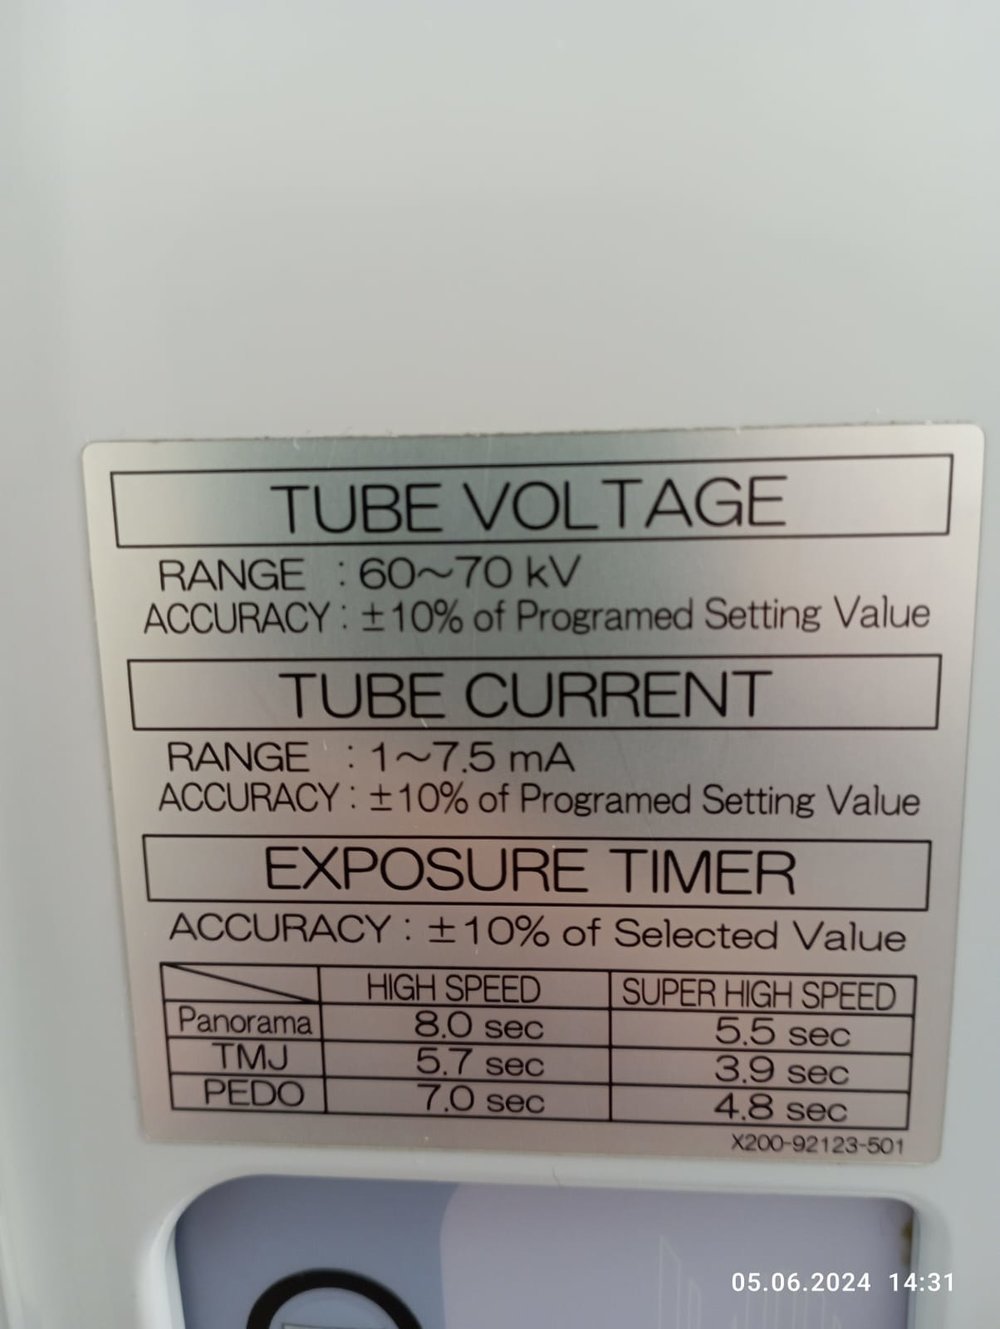 TUBE VOLTAGE
RANGE : 60~70 kV
ACCURACY : ±10% of Programed Setting Value
TUBE CURRENT
RANGE : 1~7.5 mA
ACCURACY : ±10% of Programed Setting Value
EXPOSURE TIMER
ACCURACY : ±10% of Selected Value
HIGH SPEED SUPER HIGH SPEED
Panorama 8.0 sec 5.5 sec
TMJ 5.7 sec 3.9 sec
PEDO 7.0 sec 4.8 sec
X200-92123-501
05.06.2024 14:31